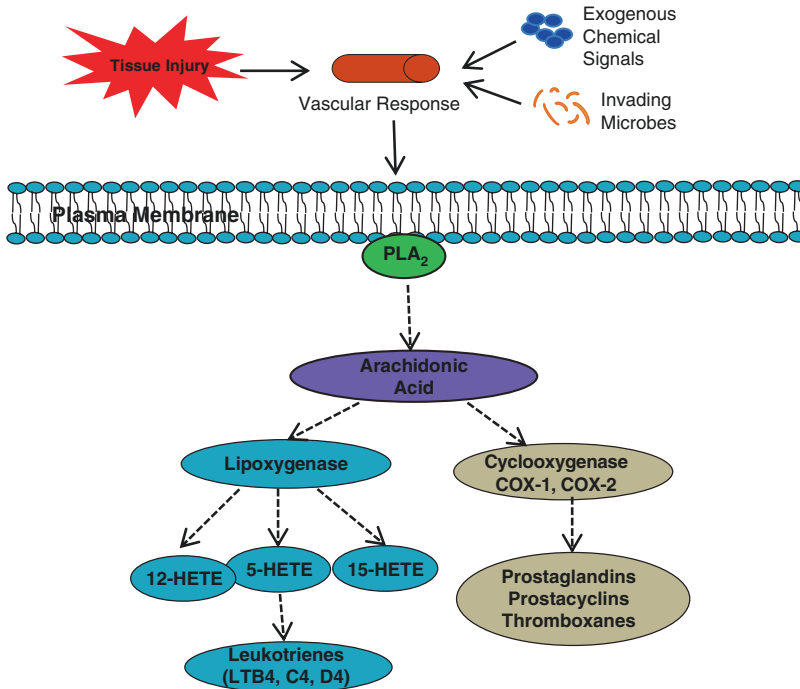 Tissue Injury
Vascular Response
Exogenous
Chemical
Signals
Invading
Microbes
Plasma Membrane
PLA₂
Arachidonic
Acid
Lipoxygenase
Cyclooxygenase
COX-1, COX-2
12-HETE
5-HETE
15-HETE
Prostaglandins
Prostacyclins
Thromboxanes
Leukotrienes
(LTB4, C4, D4)